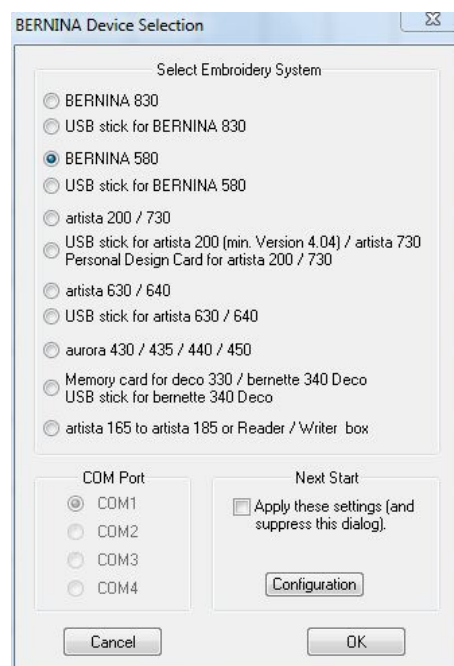 BERNINA Device Selection
Select Embroidery System
BERNINA 830
USB stick for BERNINA 830
BERNINA 580
USB stick for BERNINA 580
artista 200 / 730
USB stick for artista 200 (min. Version 4.04) / artista 730
Personal Design Card for artista 200 / 730
artista 630 / 640
USB stick for artista 630 / 640
aurora 430 / 435 / 440 / 450
Memory card for deco 330 / bernette 340 Deco
USB stick for bernette 340 Deco
artista 165 to artista 185 or Reader / Writer box
COM Port
COM1
COM2
COM3
COM4
Next Start
Apply these settings (and
suppress this dialog).
Configuration
Cancel
OK